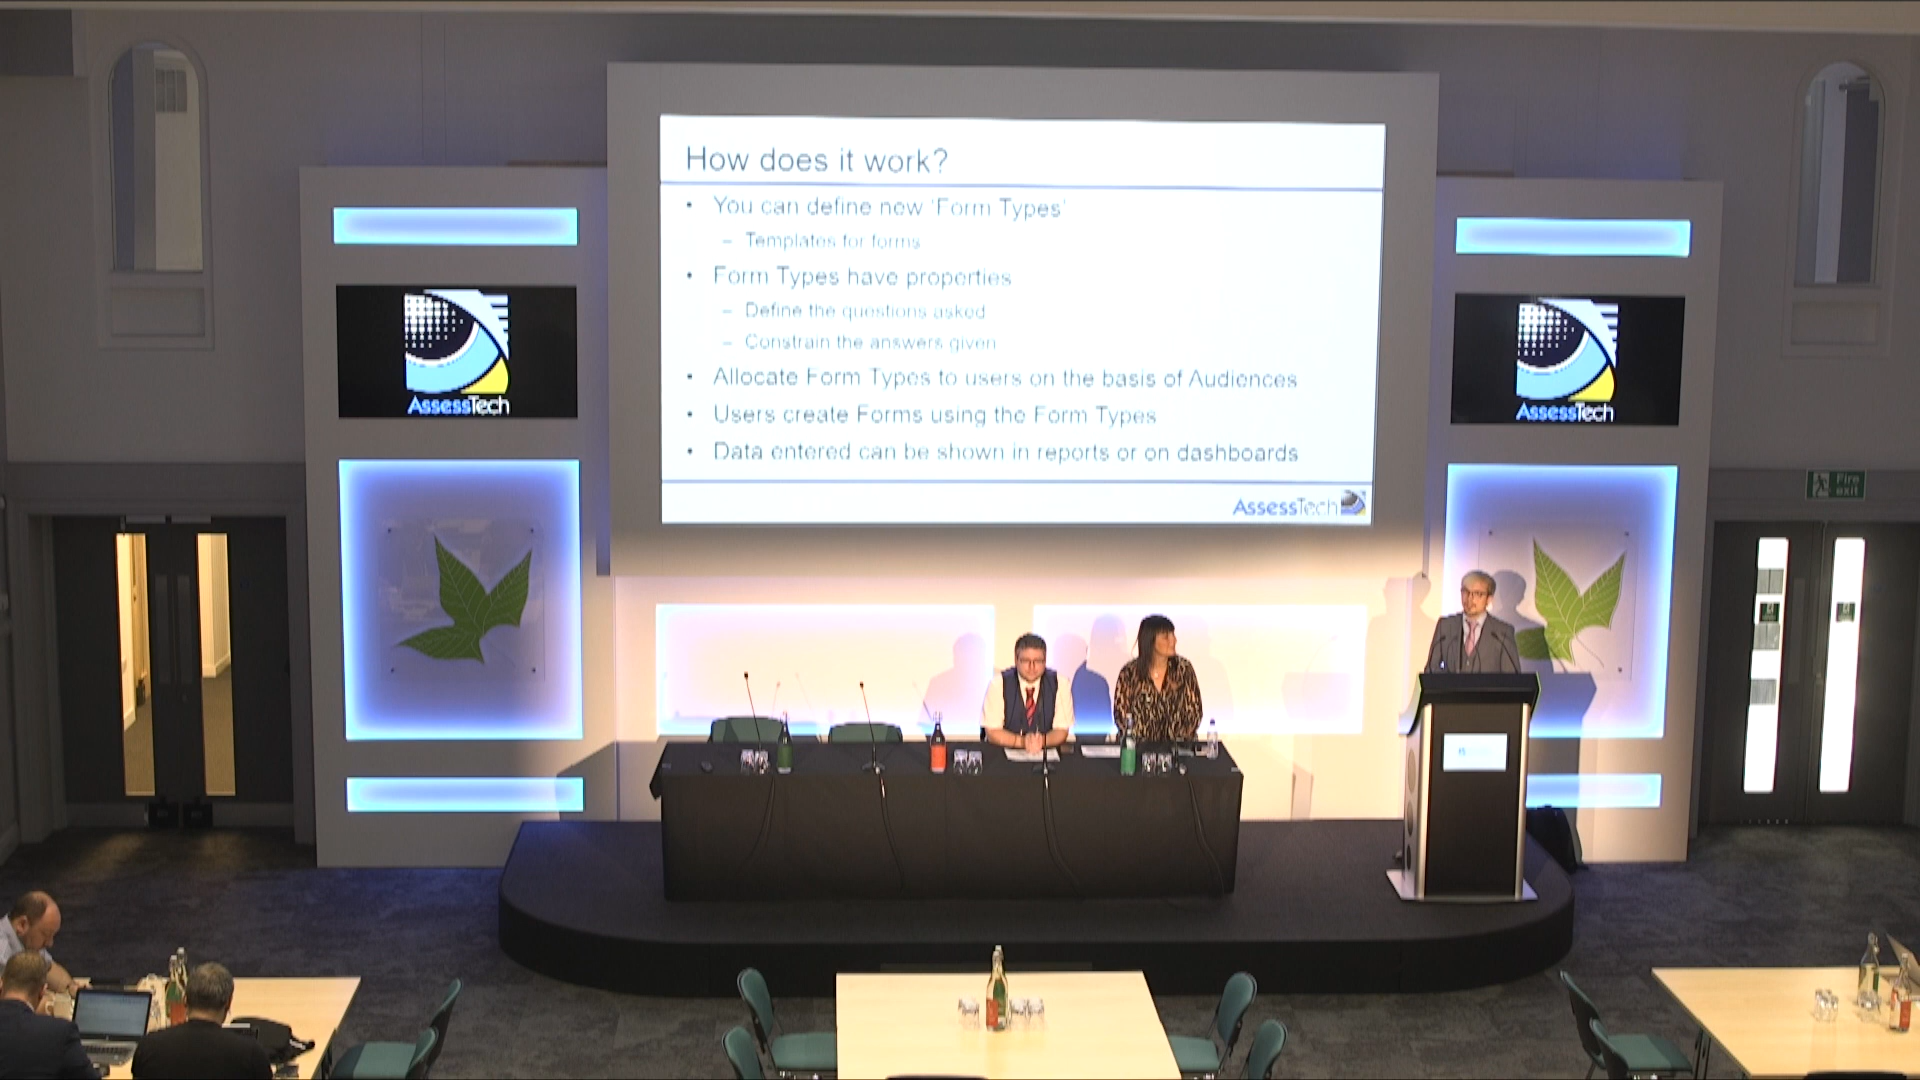 How does it work?
• You can define new 'Form Types'
– Templates for forms
• Form Types have properties
– Define the questions asked
– Constrain the answers given
• Allocate Form Types to users on the basis of Audiences
• Users create Forms using the Form Types
• Data entered can be shown in reports or on dashboards
AssessTech
AssessTech
AssessTech
Fire
exit